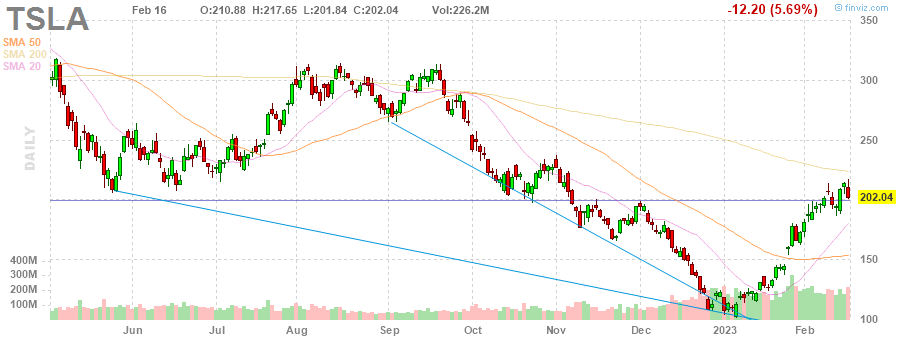 TSLA
Feb 16 O:210.88 H:217.65 L:201.84 C:202.04 Vol:226.2M -12.20 (5.69%) © finviz.com
SMA 50
SMA 200
SMA 20
DAILY
350
300
250
202.04
150
100
400M
300M
200M
100M
Jun Jul Aug Sep Oct Nov Dec 2023 Feb